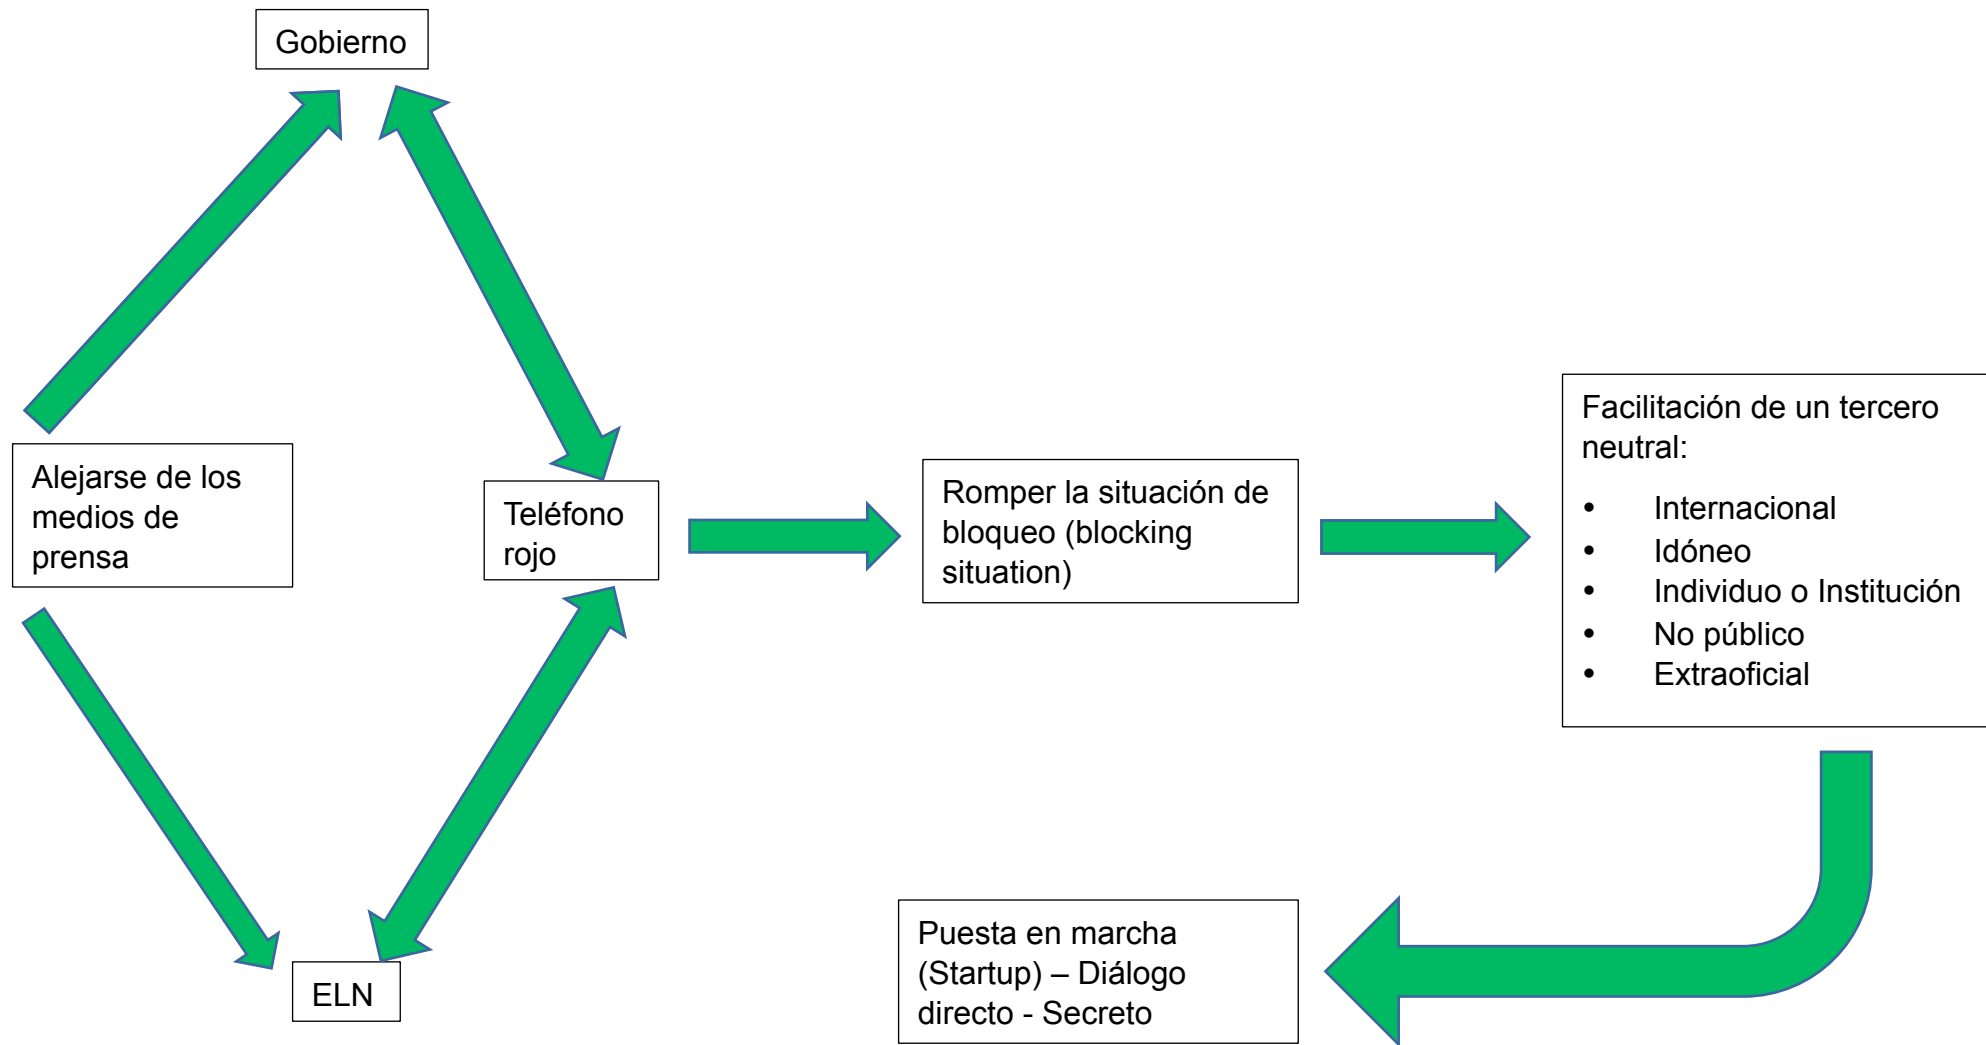 Gobierno
Alejarse de los
medios de
prensa
Teléfono
rojo
ELN
Romper la situación de
bloqueo (blocking
situation)
Facilitación de un tercero
neutral:
• Internacional
• Idóneo
• Individuo o Institución
• No público
• Extraoficial
Puesta en marcha
(Startup) – Diálogo
directo - Secreto